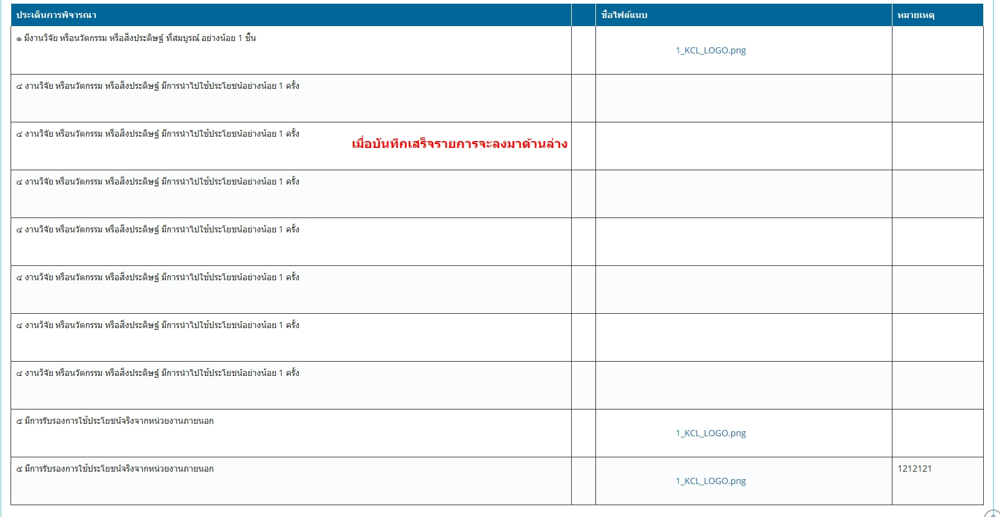 ประเด็นการพิจารณา ชื่อไฟล์แนบ หมายเหตุ
๑ มีงานวิจัย หรือนวัตกรรม หรือสิ่งประดิษฐ์ ที่สมบูรณ์ อย่างน้อย 1 ชิ้น
1_KCL_LOGO.png
๔ งานวิจัย หรือนวัตกรรม หรือสิ่งประดิษฐ์ มีการนำไปใช้ประโยชน์อย่างน้อย 1 ครั้ง
๔ งานวิจัย หรือนวัตกรรม หรือสิ่งประดิษฐ์ มีการนำไปใช้ประโยชน์อย่างน้อย 1 ครั้ง
เมื่อบันทึกเสร็จรายการจะลงมาด้านล่าง
๔ งานวิจัย หรือนวัตกรรม หรือสิ่งประดิษฐ์ มีการนำไปใช้ประโยชน์อย่างน้อย 1 ครั้ง
๔ งานวิจัย หรือนวัตกรรม หรือสิ่งประดิษฐ์ มีการนำไปใช้ประโยชน์อย่างน้อย 1 ครั้ง
๔ งานวิจัย หรือนวัตกรรม หรือสิ่งประดิษฐ์ มีการนำไปใช้ประโยชน์อย่างน้อย 1 ครั้ง
๔ งานวิจัย หรือนวัตกรรม หรือสิ่งประดิษฐ์ มีการนำไปใช้ประโยชน์อย่างน้อย 1 ครั้ง
๔ งานวิจัย หรือนวัตกรรม หรือสิ่งประดิษฐ์ มีการนำไปใช้ประโยชน์อย่างน้อย 1 ครั้ง
๕ มีการรับรองการใช้ประโยชน์จริงจากหน่วยงานภายนอก
1_KCL_LOGO.png
๕ มีการรับรองการใช้ประโยชน์จริงจากหน่วยงานภายนอก 1212121
1_KCL_LOGO.png